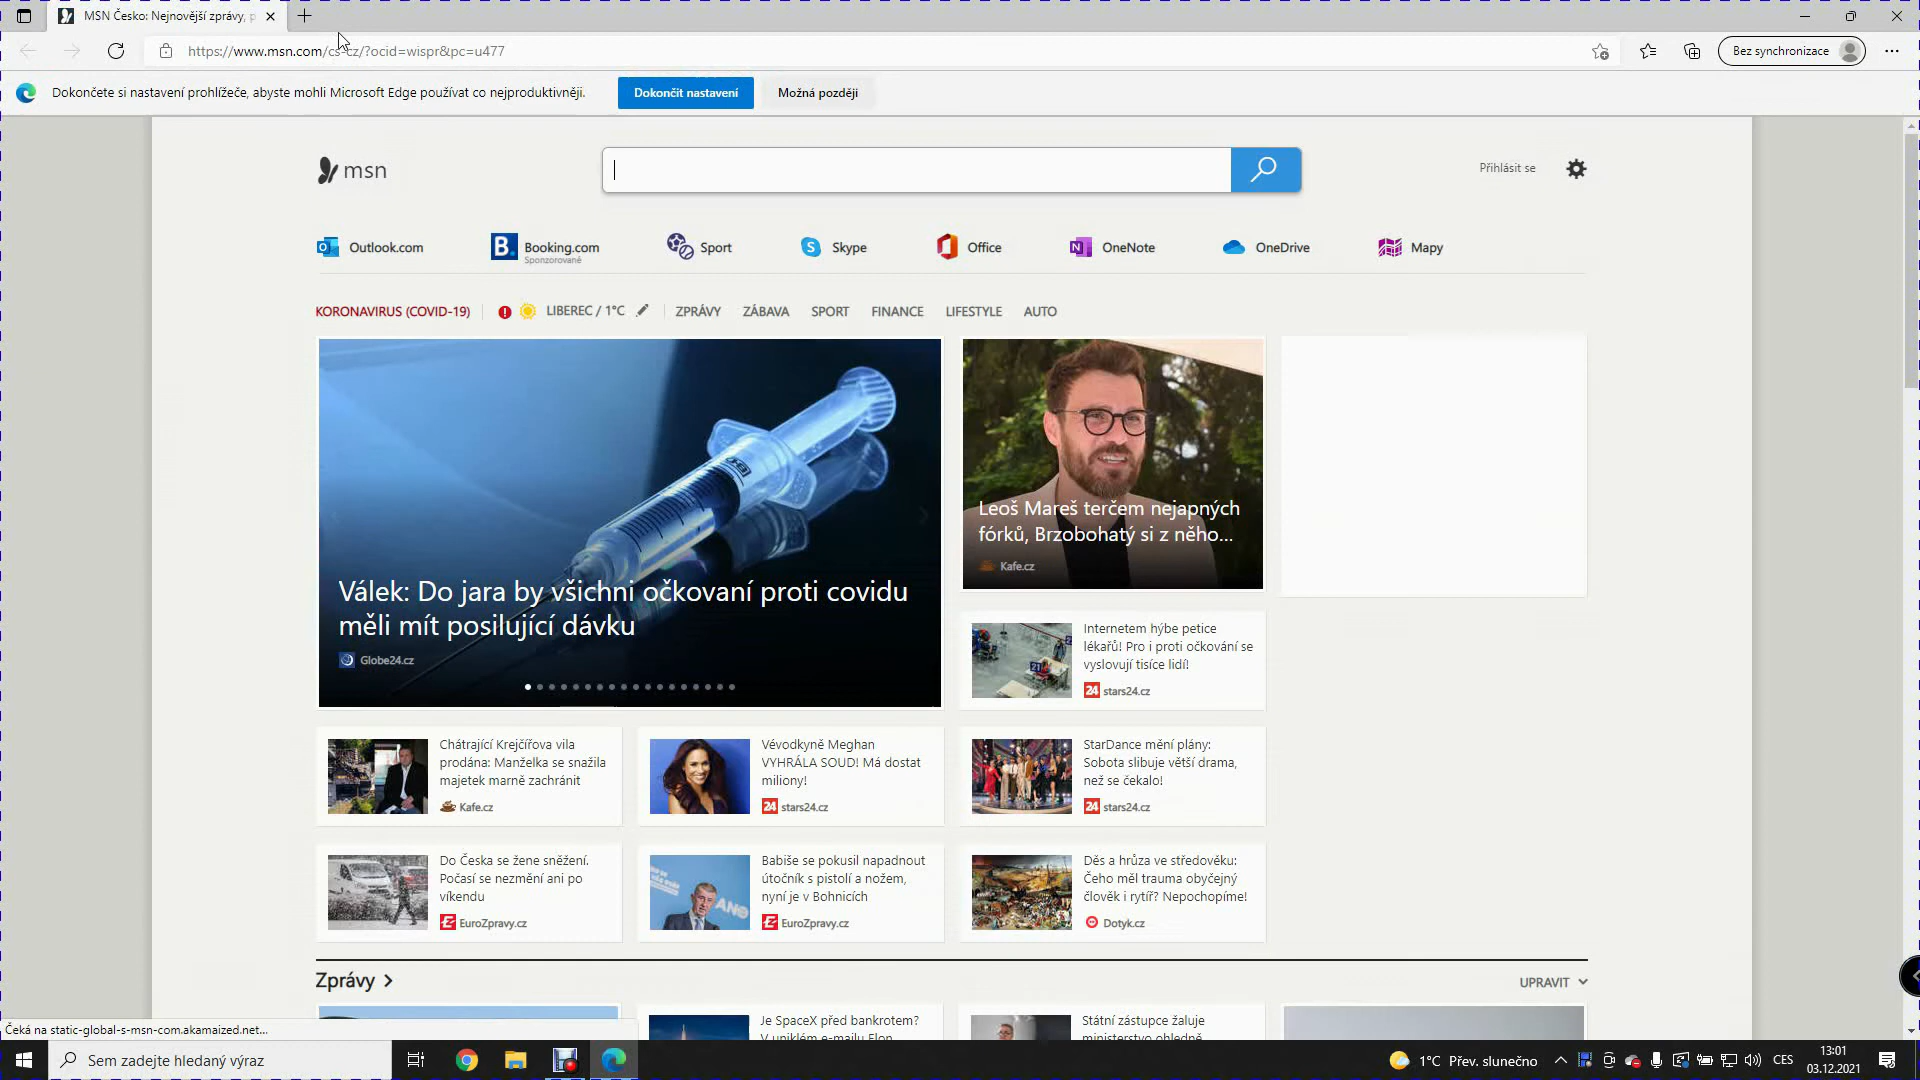 MSN Česko: Nejnovější zprávy, p
https://www.msn.com/cs-cz/?ocid=wispr&pc=u477
Bez synchronizace
Dokončete si nastavení prohlížeče, abyste mohli Microsoft Edge používat co nejproduktivněji.
Dokončit nastavení
Možná později
msn
Přihlásit se
Outlook.com
Booking.com
Sponzorované
Sport
Skype
Office
OneNote
OneDrive
Mapy
KORONAVIRUS (COVID-19)
LIBEREC / 1°C
ZPRÁVY
ZÁBAVA
SPORT
FINANCE
LIFESTYLE
AUTO
Válek: Do jara by všichni očkovaní proti covidu
měli mít posilující dávku
Globe24.cz
Leoš Mareš terčem nejapných
fórků, Brzobohatý si z něho...
Kafe.cz
Internetem hýbe petice
lékařů! Pro i proti očkování se
vyslovují tisíce lidí!
24 stars24.cz
Chátrající Krejčířova vila
prodána: Manželka se snažila
majetek marně zachránit
Kafe.cz
Vévodkyně Meghan
VYHRÁLA SOUD! Má dostat
miliony!
24 stars24.cz
StarDance mění plány:
Sobota slibuje větší drama,
než se čekalo!
24 stars24.cz
Do Česka se žene sněžení.
Počasí se nezmění ani po
víkendu
EuroZpravy.cz
Babiše se pokusil napadnout
útočník s pistolí a nožem,
nyní je v Bohnicích
EuroZpravy.cz
Děs a hrůza ve středověku:
Čeho měl trauma obyčejný
člověk i rytíř? Nepochopíme!
Dotyk.cz
Zprávy
UPRAVIT
Je SpaceX před bankrotem?
V uniklém e-mailu Elon
Státní zástupce žaluje
ministerstvo ohledně
Čeká na static-global-s-msn-com.akamaized.net...
Sem zadejte hledaný výraz
1°C Přev. slunečno
CES
13:01
03.12.2021